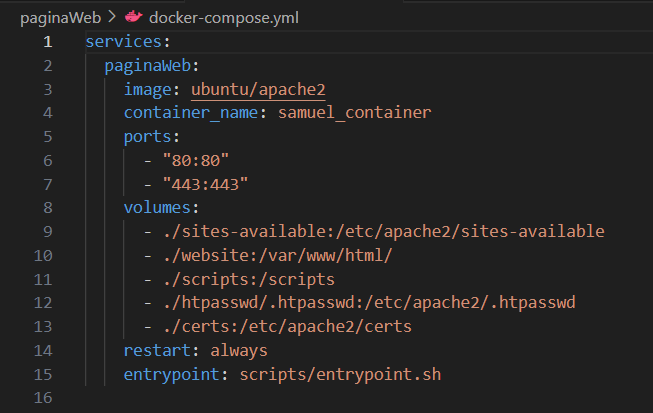 paginaWeb > docker-compose.yml
1 services:
2   paginaWeb:
3     image: ubuntu/apache2
4     container_name: samuel_container
5     ports:
6       - "80:80"
7       - "443:443"
8     volumes:
9       - ./sites-available:/etc/apache2/sites-available
10       - ./website:/var/www/html/
11       - ./scripts:/scripts
12       - ./htpasswd/.htpasswd:/etc/apache2/.htpasswd
13       - ./certs:/etc/apache2/certs
14     restart: always
15     entrypoint: scripts/entrypoint.sh
16